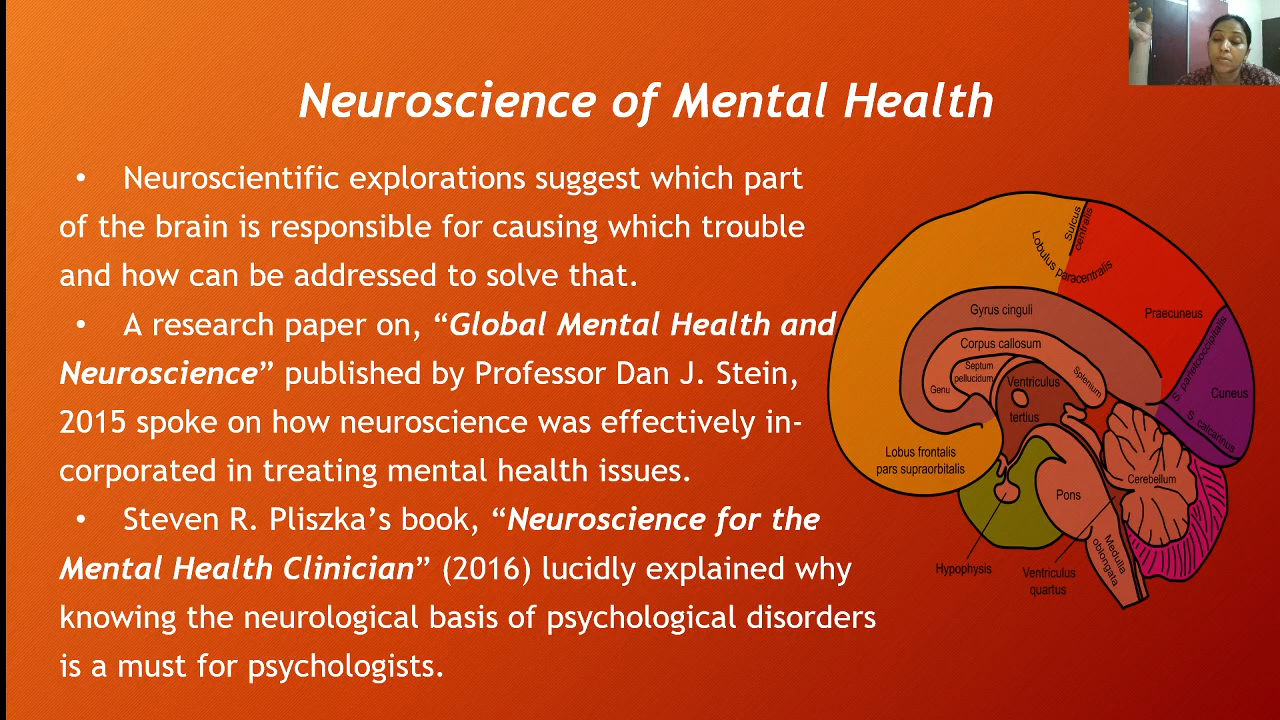 Neuroscience of Mental Health
• Neuroscientific explorations suggest which part
of the brain is responsible for causing which trouble
and how can be addressed to solve that.
• A research paper on, “Global Mental Health and
Neuroscience” published by Professor Dan J. Stein,
2015 spoke on how neuroscience was effectively in-
corporated in treating mental health issues.
• Steven R. Pliszka’s book, “Neuroscience for the
Mental Health Clinician” (2016) lucidly explained why
knowing the neurological basis of psychological disorders
is a must for psychologists.
Sulcus
centralis
Lobulus paracentralis
Gyrus cinguli
Praecuneus
S. parietooccipitalis
Corpus callosum
Septum
pellucidum
Splenium
Genu
Ventriculus
tertius
Cuneus
S. calcarinus
Lobus frontalis
pars supraorbitalis
Cerebellum
Pons
Medulla
oblongata
Hypophysis
Ventriculus
quartus